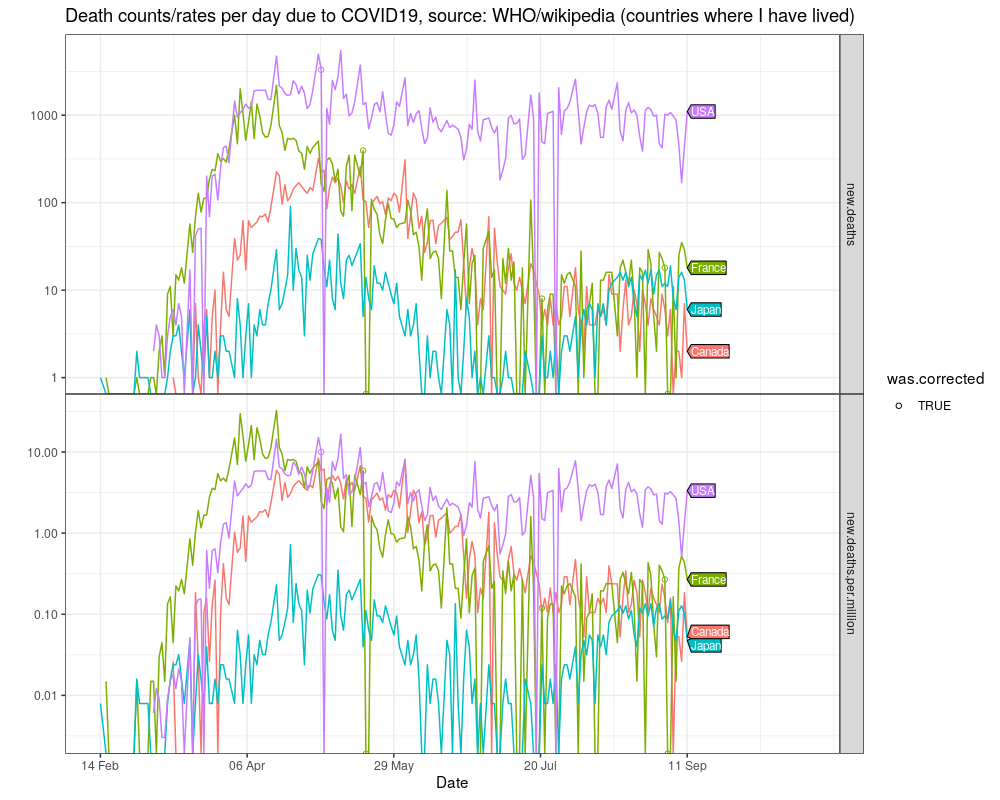 Death counts/rates per day due to COVID19, source: WHO/wikipedia (countries where I have lived)
1000
100
10
1
USA
France
Japan
Canada
new.deaths
was.corrected
TRUE
10.00
1.00
0.10
0.01
USA
France
Canada
Japan
new.deaths.per.million
14 Feb
06 Apr
29 May
20 Jul
11 Sep
Date